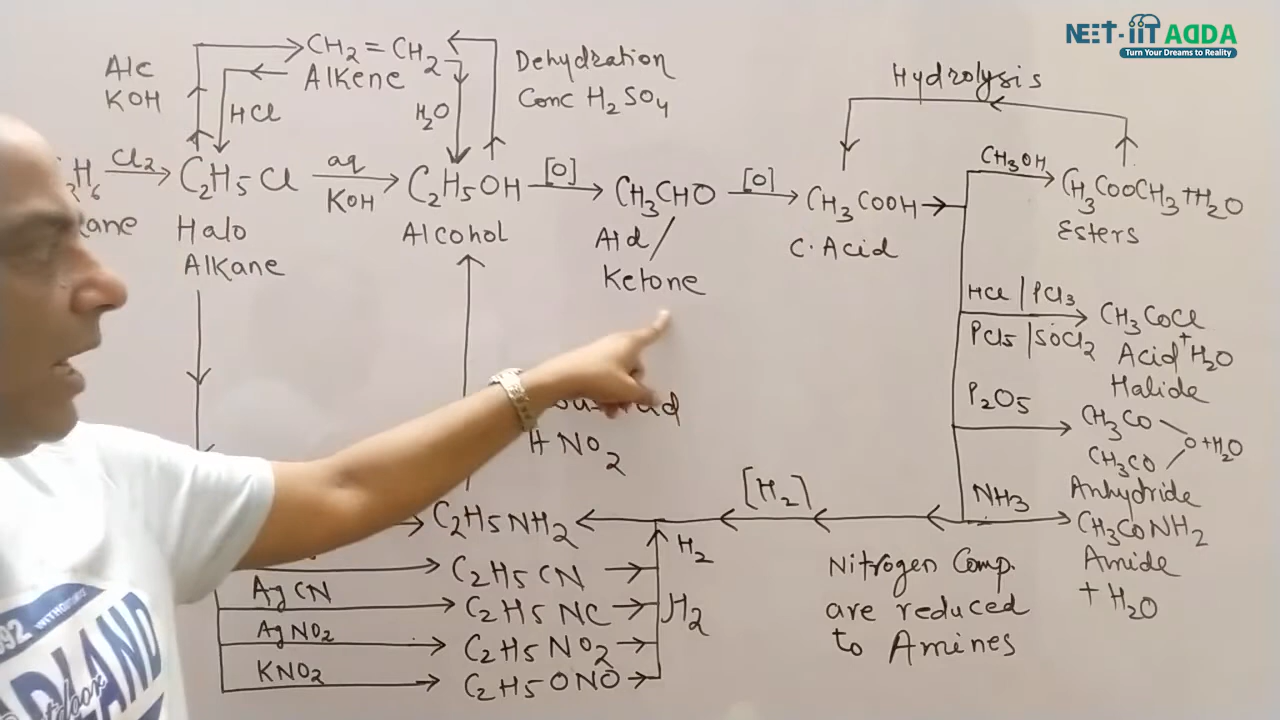 NEET-IIT ADDA
Turn Your Dreams to Reality
Alc
KOH
CH2 = CH2
Alkene
HCl
H2O
Dehydration
Conc H2SO4
Hydrolysis
Cl2
C2H5Cl
Halo
Alkane
aq
KOH
C2H5OH
Alcohol
[O]
CH3CHO
Ald/
Ketone
[O]
CH3COOH
C. Acid
CH3OH
CH3COOCH3+H2O
Esters
HCl | PCl3
PCl5 | SOCl2
CH3COCl
+ H2O
Acid
Halide
P2O5
CH3CO
CH3CO
O + H2O
Anhydride
NH3
CH3CONH2
Amide
+ H2O
HNO2
[H2]
C2H5NH2
H2
Nitrogen Comp.
are reduced
to Amines
C2H5CN
AgCN
C2H5NC
H2
AgNO2
C2H5NO2
KNO2
C2H5ONO